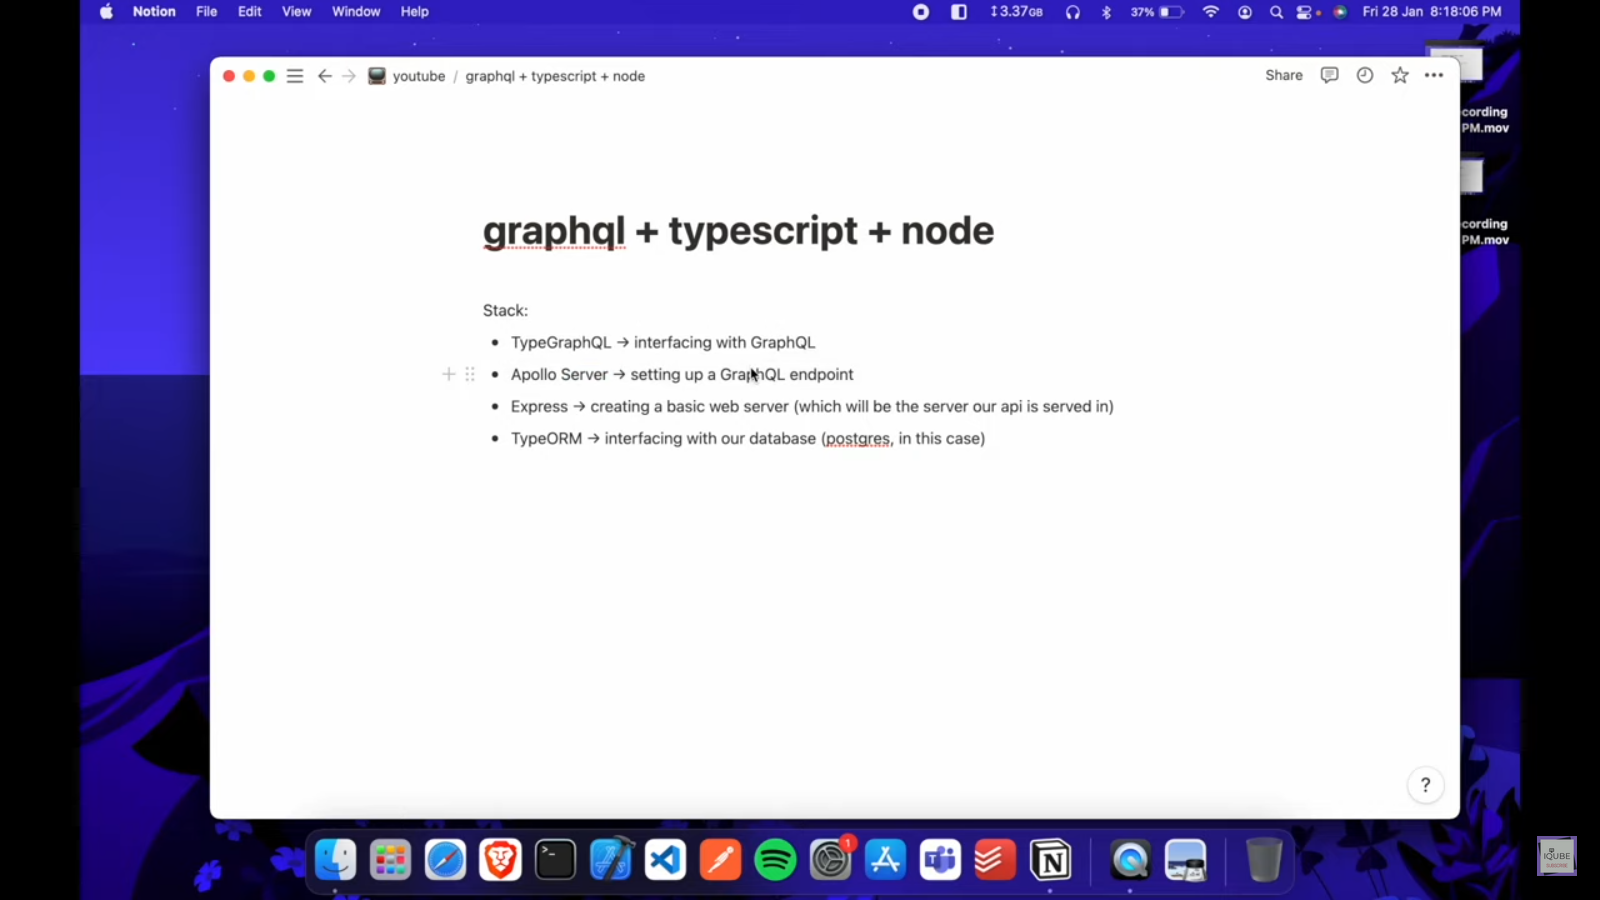 Notion File Edit View Window Help 3.37GB 37% Fri 28 Jan 8:18:06 PM
youtube / graphql + typescript + node Share
cording
PM.mov
cording
PM.mov
graphql + typescript + node
Stack:
• TypeGraphQL → interfacing with GraphQL
• Apollo Server → setting up a GraphQL endpoint
• Express → creating a basic web server (which will be the server our api is served in)
• TypeORM → interfacing with our database (postgres, in this case)
?
1
IQUBE